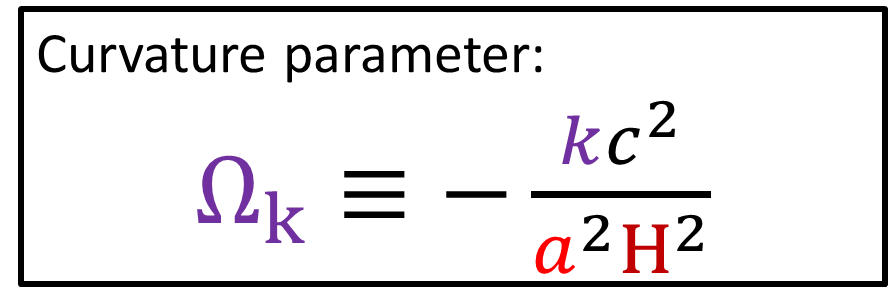 Curvature parameter:
Ωₖ ≡ − kc² / a²H²